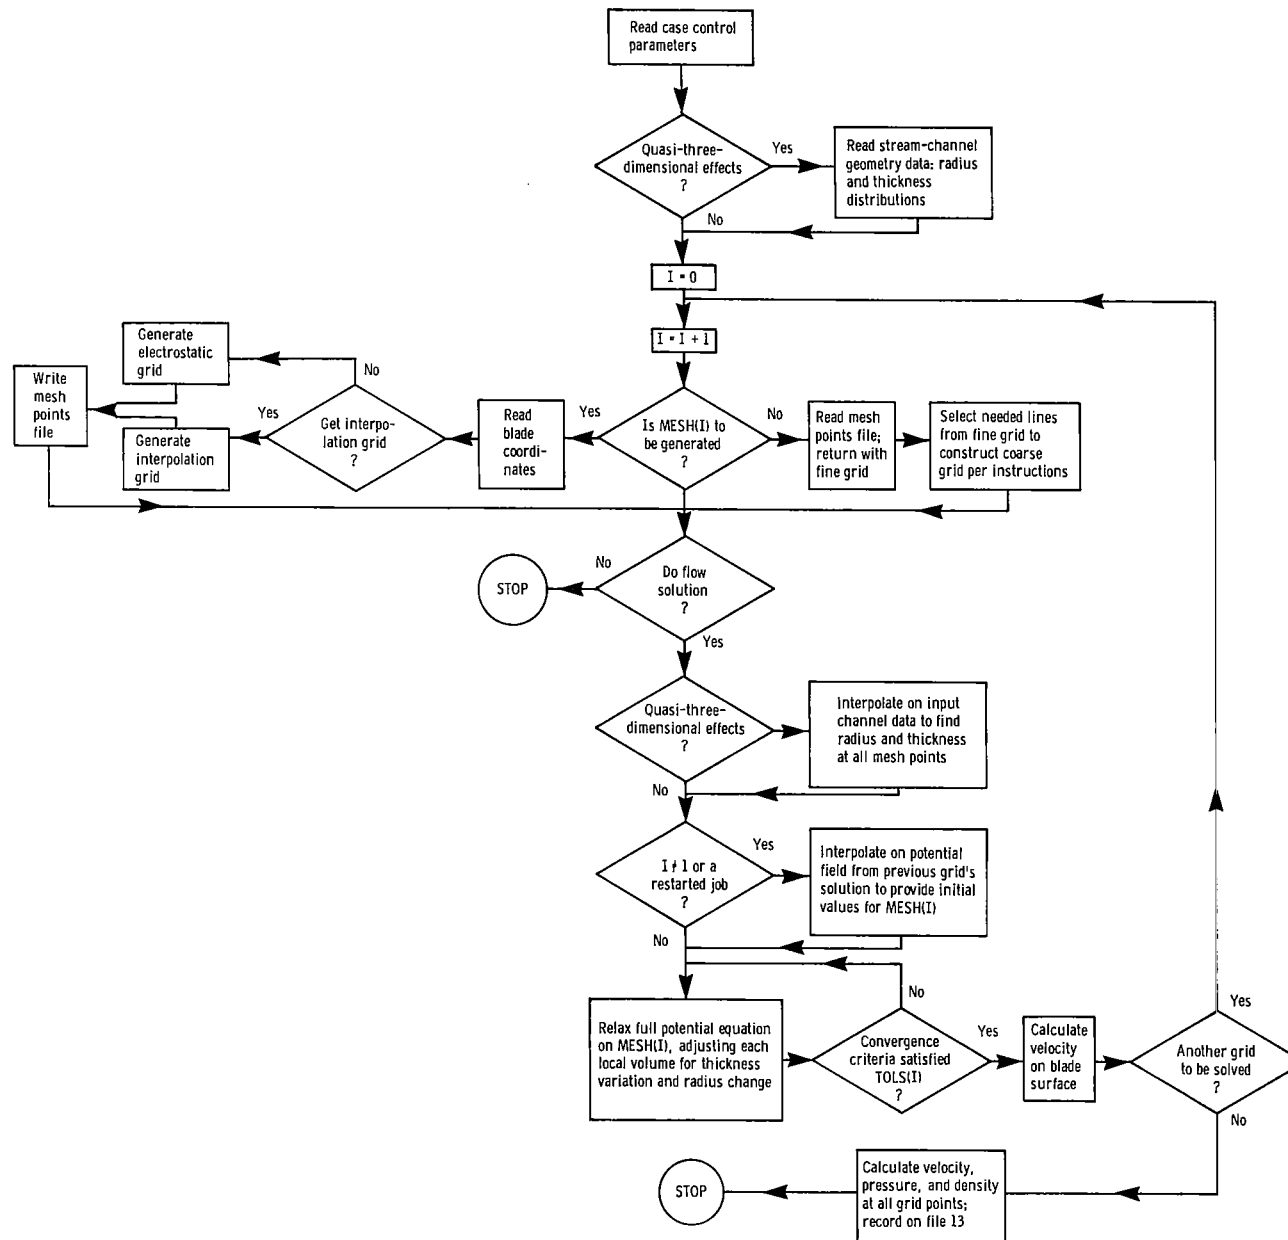 Read case control
parameters
Quasi-three-
dimensional effects
?
Yes
Read stream-channel
geometry data: radius
and thickness
distributions
No
I = 0
I = I + 1
Generate
electrostatic
grid
Write
mesh
points
file
No
Yes
Generate
interpolation grid
Get interpo-
lation grid
?
Read
blade
coordi-
nates
Yes
Is MESH(I) to
be generated
?
No
Read mesh
points file;
return with
fine grid
Select needed lines
from fine grid to
construct coarse
grid per instructions
STOP
No
Do flow
solution
?
Yes
Quasi-three-
dimensional effects
?
Interpolate on input
channel data to find
radius and thickness
at all mesh points
No
I ≠ 1 or a
restarted job
?
Yes
Interpolate on potential
field from previous grid's
solution to provide initial
values for MESH(I)
No
No
Relax full potential equation
on MESH(I), adjusting each
local volume for thickness
variation and radius change
Convergence
criteria satisfied
TOLS(I)
?
Yes
Calculate
velocity
on blade
surface
Yes
Another grid
to be solved
?
No
STOP
Calculate velocity,
pressure, and density
at all grid points;
record on file 13